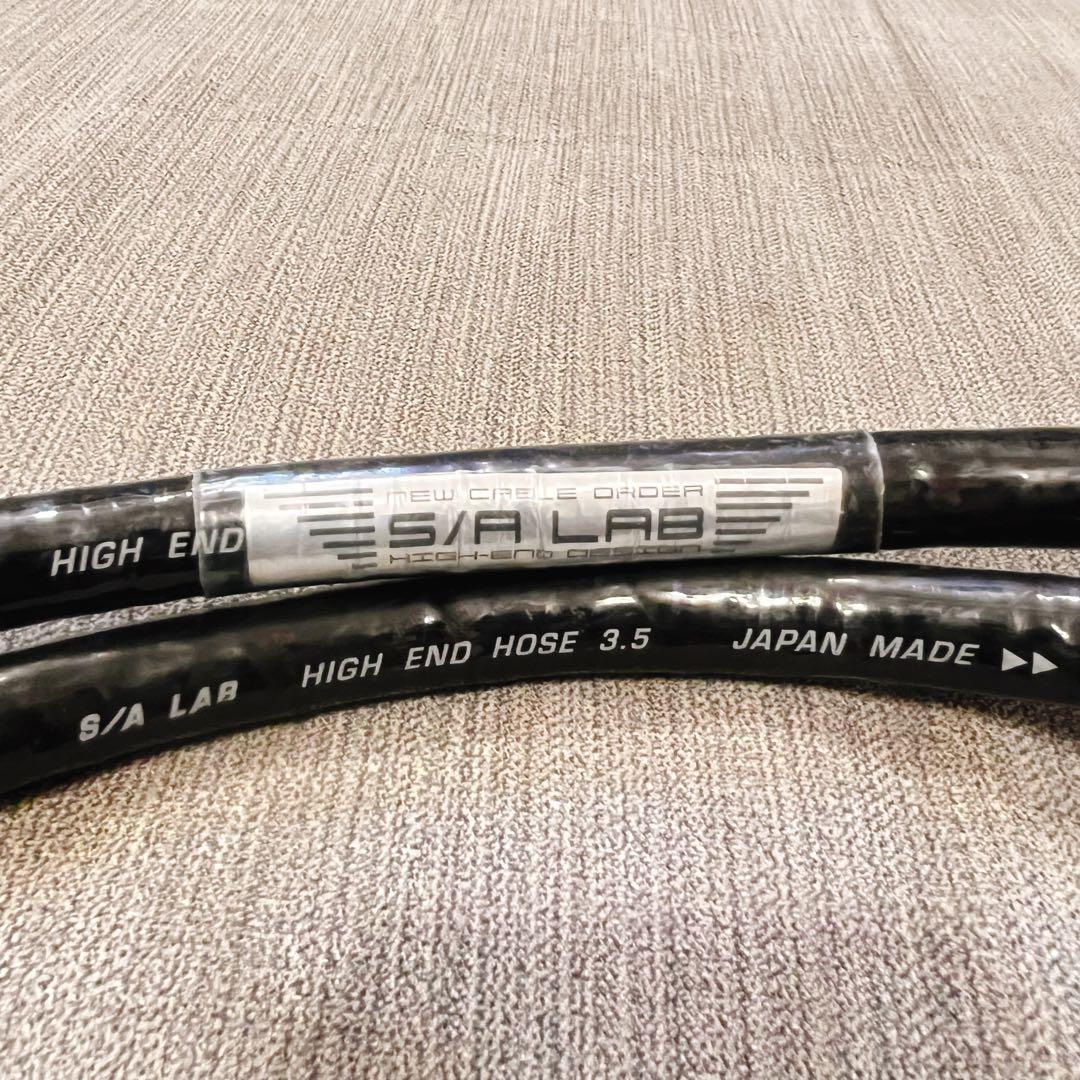 HIGH END
NEW CABLE ORDER
S/A LAB
HIGH-END DESIGN
S/A LAB HIGH END HOSE 3.5 JAPAN MADE ▶▶